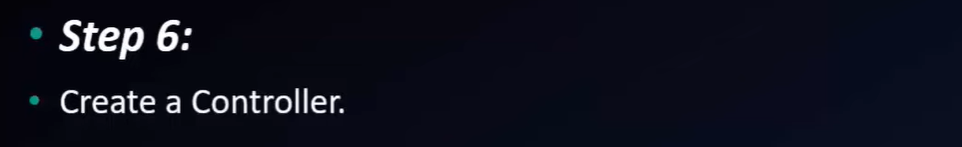 • Step 6:
• Create a Controller.